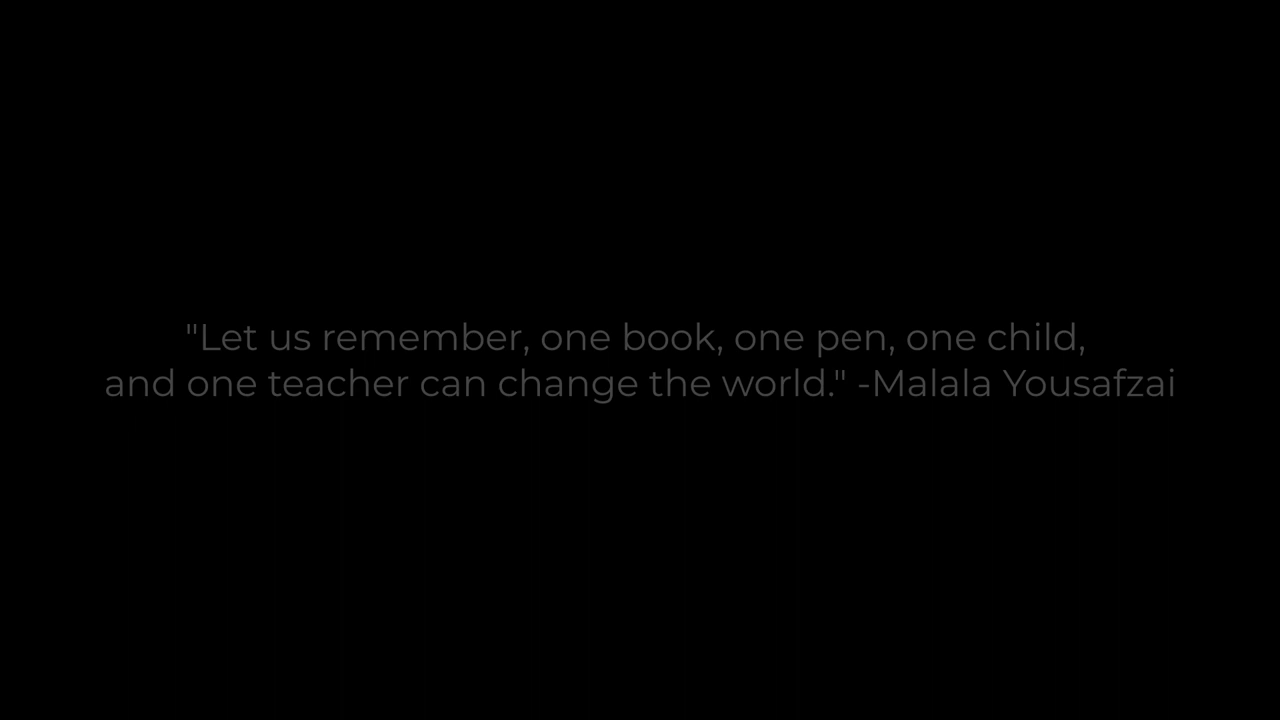 "Let us remember, one book, one pen, one child,
and one teacher can change the world." -Malala Yousafzai